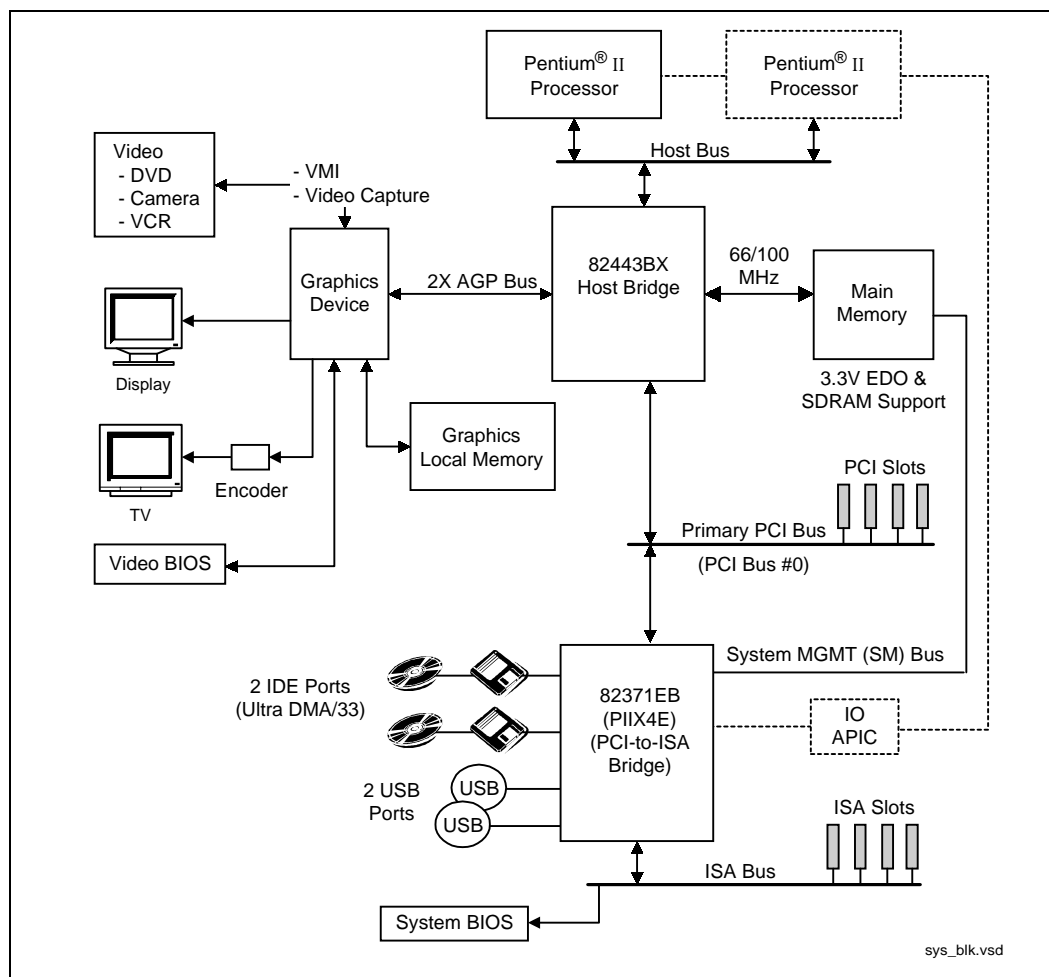 Pentium® II
Processor
Pentium® II
Processor
Host Bus
Video
- DVD
- Camera
- VCR
- VMI
- Video Capture
Graphics
Device
2X AGP Bus
82443BX
Host Bridge
66/100
MHz
Main
Memory
3.3V EDO &
SDRAM Support
Display
Graphics
Local Memory
Encoder
TV
Video BIOS
PCI Slots
Primary PCI Bus
(PCI Bus #0)
System MGMT (SM) Bus
2 IDE Ports
(Ultra DMA/33)
82371EB
(PIIX4E)
(PCI-to-ISA
Bridge)
IO
APIC
2 USB
Ports
USB
USB
ISA Slots
ISA Bus
System BIOS
sys_blk.vsd